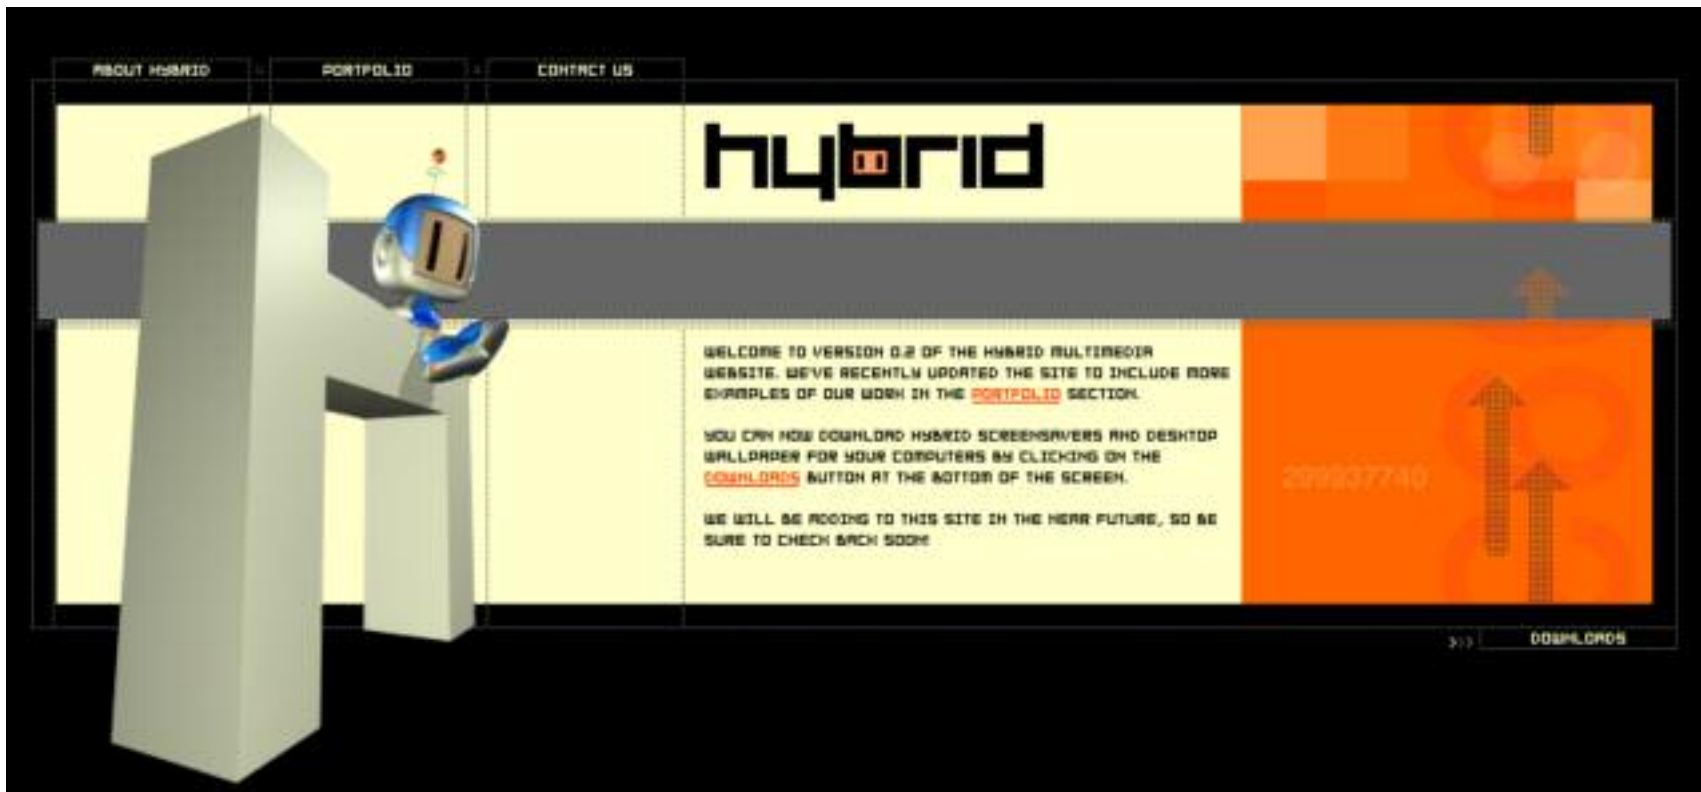 ABOUT HYBRID
PORTFOLIO
CONTACT US
hybrid
WELCOME TO VERSION 0.2 OF THE HYBRID MULTIMEDIA
WEBSITE. WE'VE RECENTLY UPDATED THE SITE TO INCLUDE MORE
EXAMPLES OF OUR WORK IN THE PORTFOLIO SECTION.
YOU CAN NOW DOWNLOAD HYBRID SCREENSAVERS AND DESKTOP
WALLPAPER FOR YOUR COMPUTERS BY CLICKING ON THE
DOWNLOADS BUTTON AT THE BOTTOM OF THE SCREEN.
WE WILL BE ADDING TO THIS SITE IN THE NEAR FUTURE, SO BE
SURE TO CHECK BACK SOON!
299937740
>>> DOWNLOADS